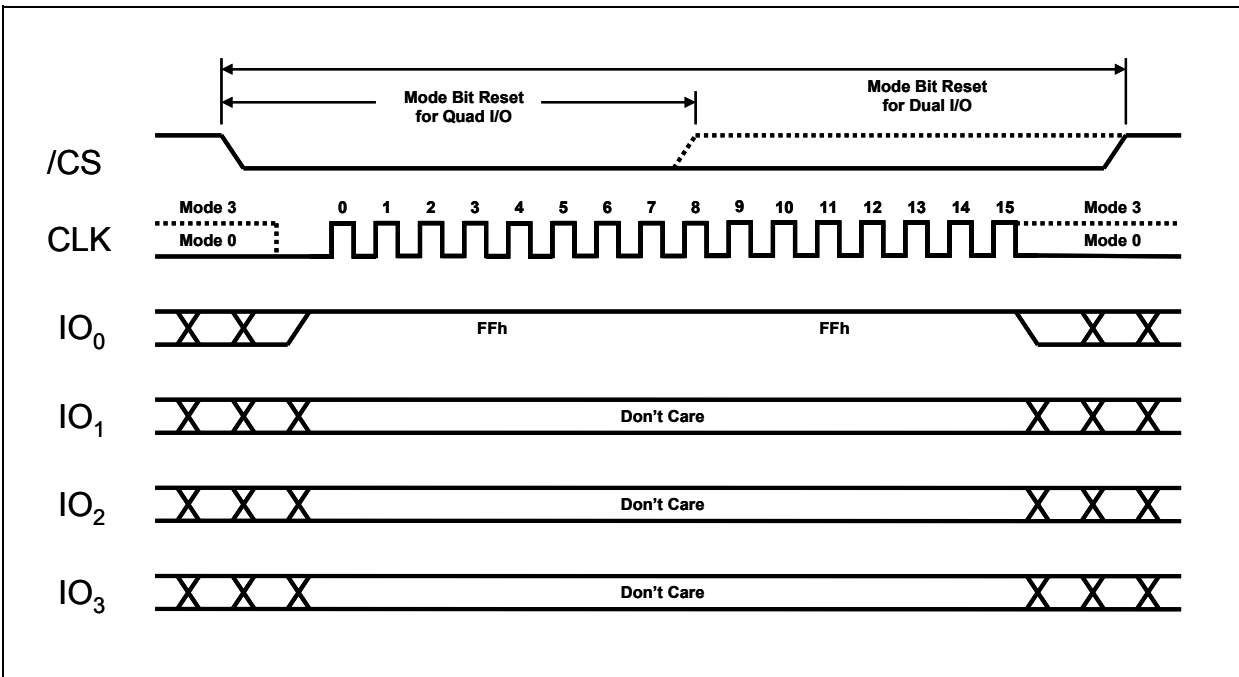 Mode Bit Reset
for Quad I/O
Mode Bit Reset
for Dual I/O
/CS
Mode 3
0 1 2 3 4 5 6 7 8 9 10 11 12 13 14 15
Mode 3
CLK
Mode 0
Mode 0
IO0
FFh
FFh
IO1
Don't Care
IO2
Don't Care
IO3
Don't Care